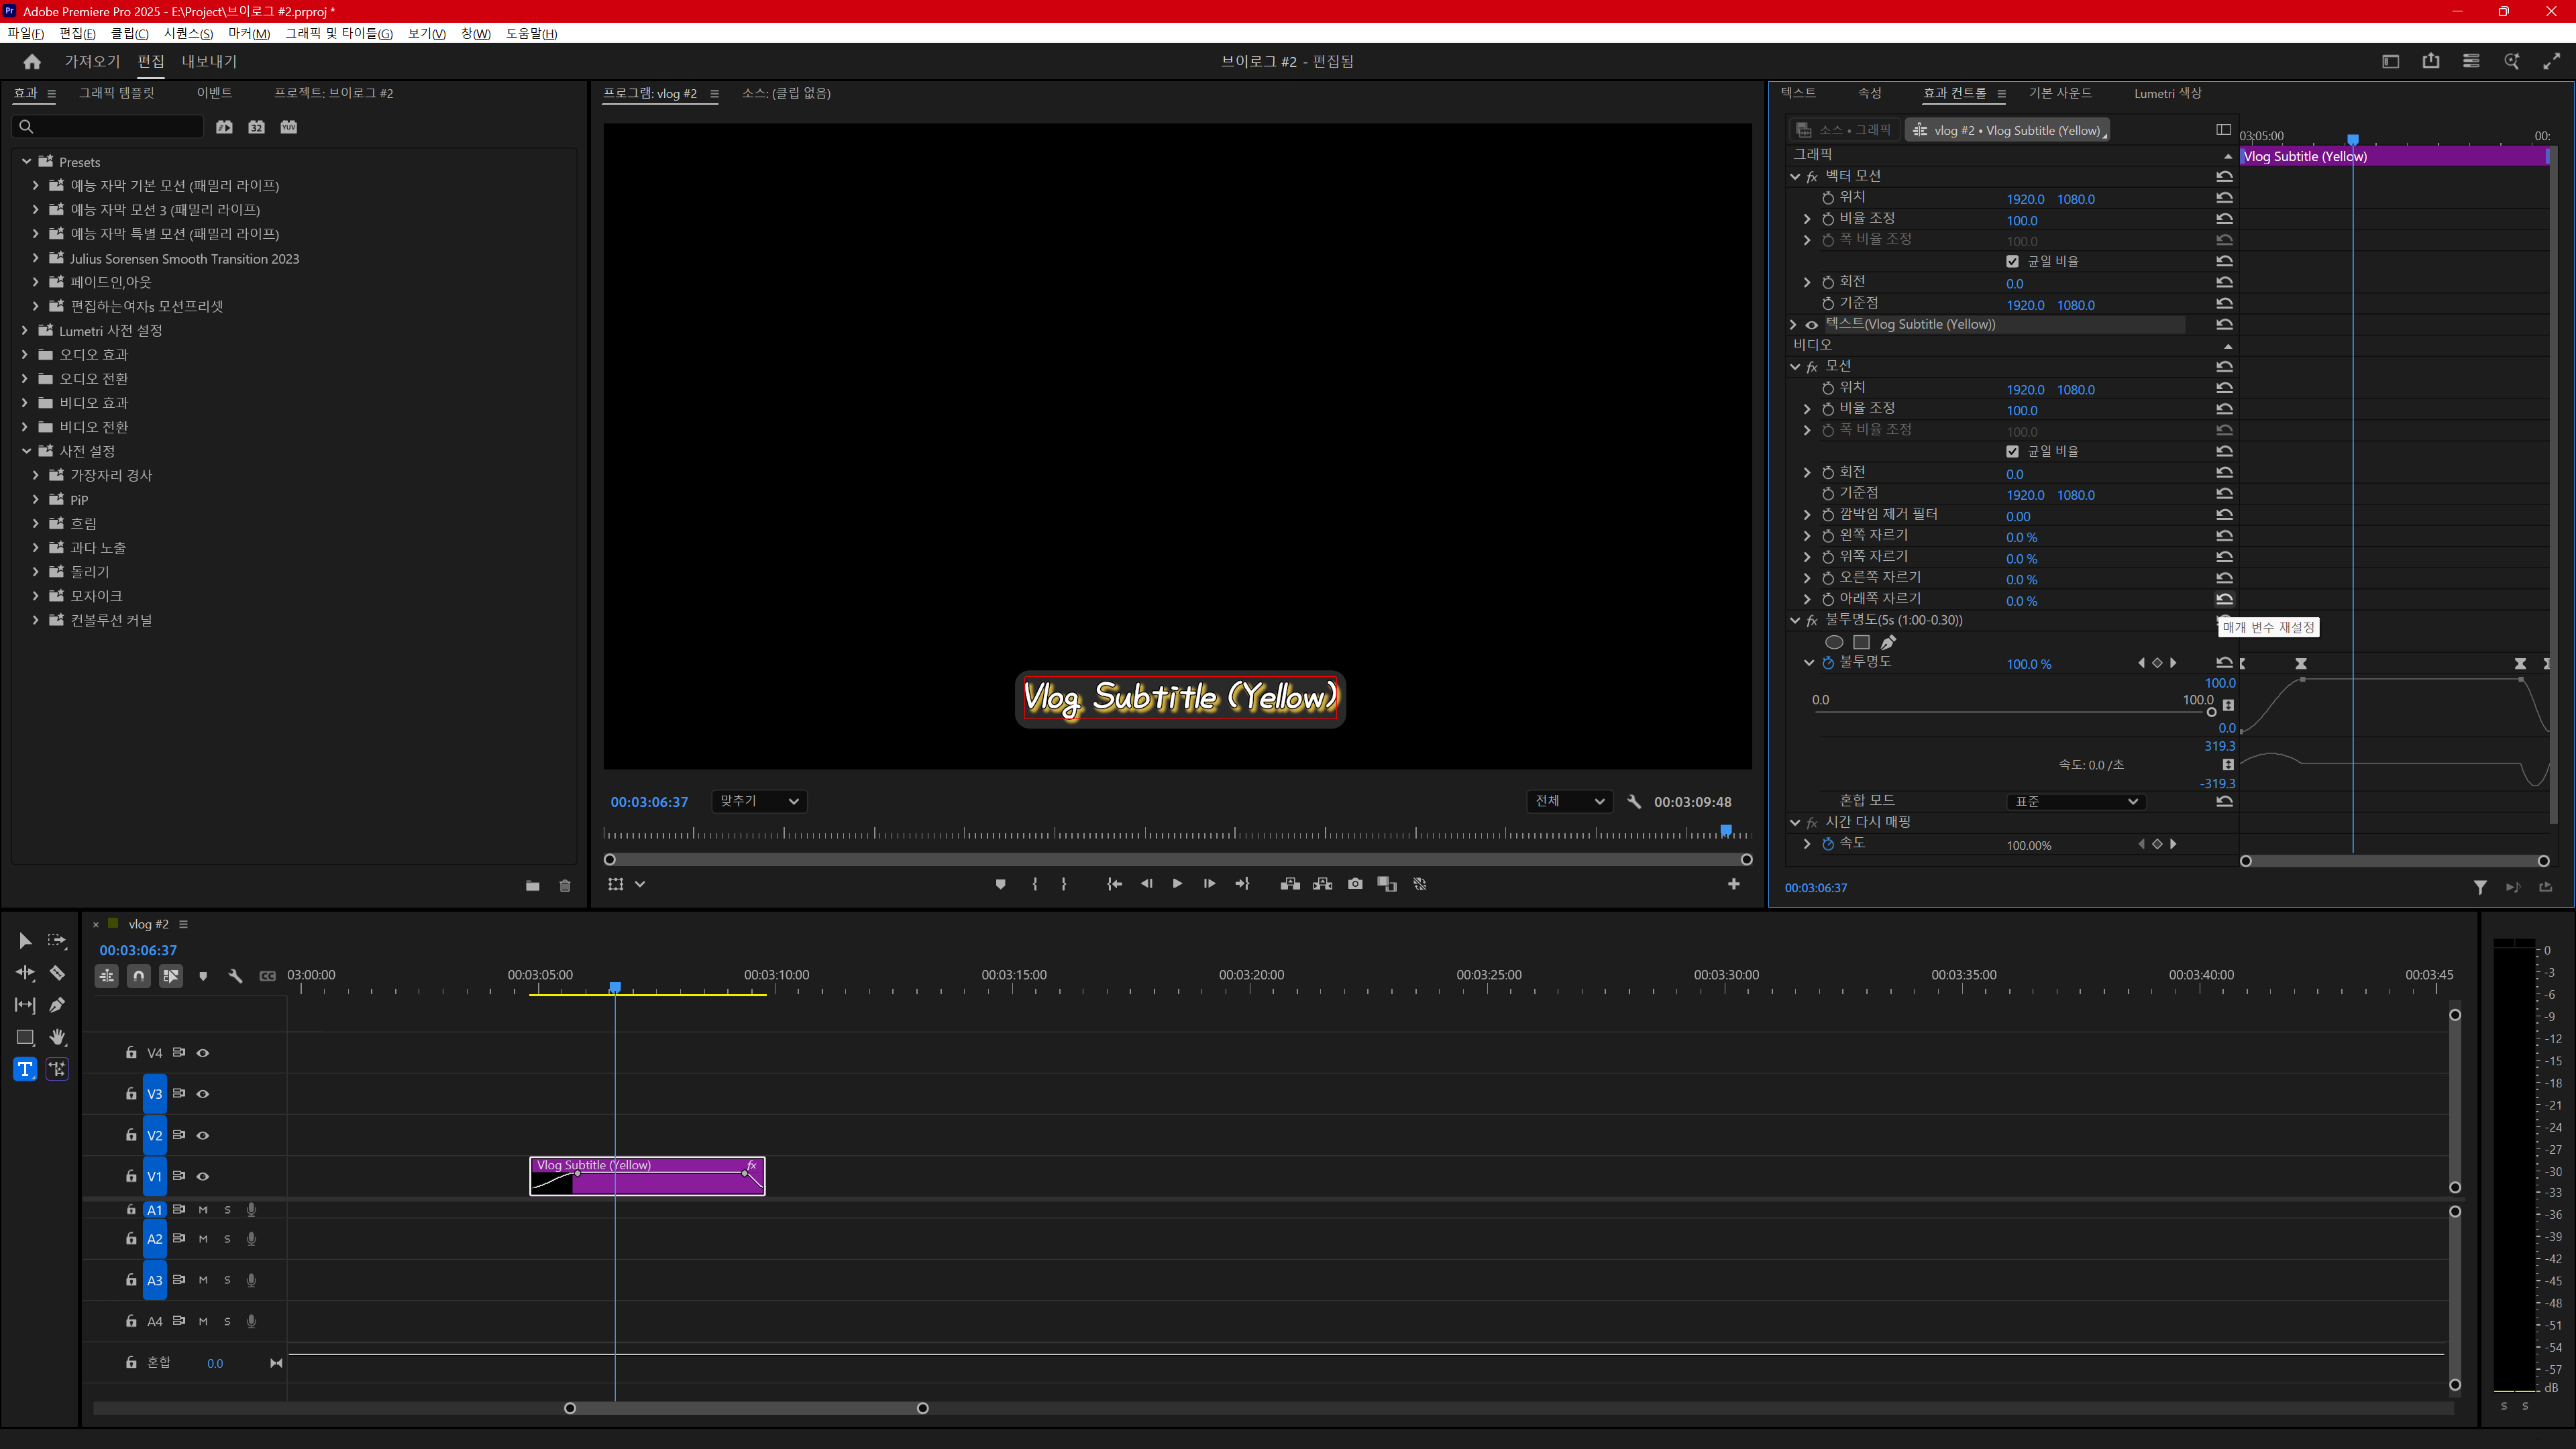 Adobe Premiere Pro 2025 - E:\Project\브이로그 #2.prproj *
파일(F) 편집(E) 클립(C) 시퀀스(S) 마커(M) 그래픽 및 타이틀(G) 보기(V) 창(W) 도움말(H)
가져오기 편집 내보내기
브이로그 #2 - 편집됨
효과 그래픽 템플릿 이벤트 프로젝트: 브이로그 #2
32 YUV
Presets
예능 자막 기본 모션 (패밀리 라이프)
예능 자막 모션 3 (패밀리 라이프)
예능 자막 특별 모션 (패밀리 라이프)
Julius Sorensen Smooth Transition 2023
페이드인,아웃
편집하는여자s 모션프리셋
Lumetri 사전 설정
오디오 효과
오디오 전환
비디오 효과
비디오 전환
사전 설정
가장자리 경사
PiP
흐림
과다 노출
돌리기
모자이크
컨볼루션 커널
프로그램: vlog #2 소스: (클립 없음)
Vlog Subtitle (Yellow)
00:03:06:37 맞추기 전체 00:03:09:48
텍스트 속성 효과 컨트롤 기본 사운드 Lumetri 색상
소스 • 그래픽 vlog #2 • Vlog Subtitle (Yellow)
03:05:00 00:
그래픽
Vlog Subtitle (Yellow)
fx 벡터 모션
위치 1920.0 1080.0
비율 조정 100.0
폭 비율 조정 100.0
균일 비율
회전 0.0
기준점 1920.0 1080.0
텍스트(Vlog Subtitle (Yellow))
비디오
fx 모션
위치 1920.0 1080.0
비율 조정 100.0
폭 비율 조정 100.0
균일 비율
회전 0.0
기준점 1920.0 1080.0
깜박임 제거 필터 0.00
왼쪽 자르기 0.0 %
위쪽 자르기 0.0 %
오른쪽 자르기 0.0 %
아래쪽 자르기 0.0 %
fx 불투명도(5s (1:00-0.30))
매개 변수 재설정
불투명도 100.0 %
100.0
0.0 100.0
0.0
319.3
속도: 0.0 /초
-319.3
혼합 모드 표준
fx 시간 다시 매핑
속도 100.00%
00:03:06:37
vlog #2
00:03:06:37
03:00:00 00:03:05:00 00:03:10:00 00:03:15:00 00:03:20:00 00:03:25:00 00:03:30:00 00:03:35:00 00:03:40:00 00:03:45
V4
V3
V2
V1
Vlog Subtitle (Yellow) fx
A1 M S
A2 M S
A3 M S
A4 M S
혼합 0.0
0
-3
-6
-9
-12
-15
-18
-21
-24
-27
-30
-33
-36
-39
-42
-45
-48
-51
-54
-57
dB
S S